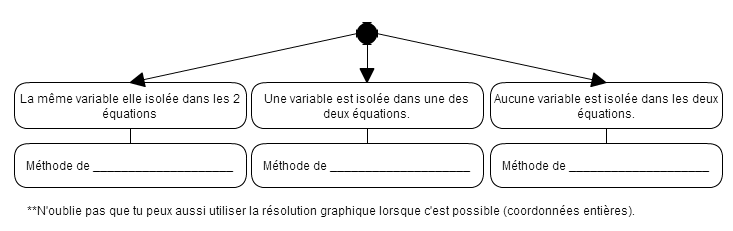 La même variable elle isolée dans les 2
équations
Une variable est isolée dans une des
deux équations.
Aucune variable est isolée dans les deux
équations.
Méthode de ____________________
Méthode de ____________________
Méthode de ____________________
**N'oublie pas que tu peux aussi utiliser la résolution graphique lorsque c'est possible (coordonnées entières).